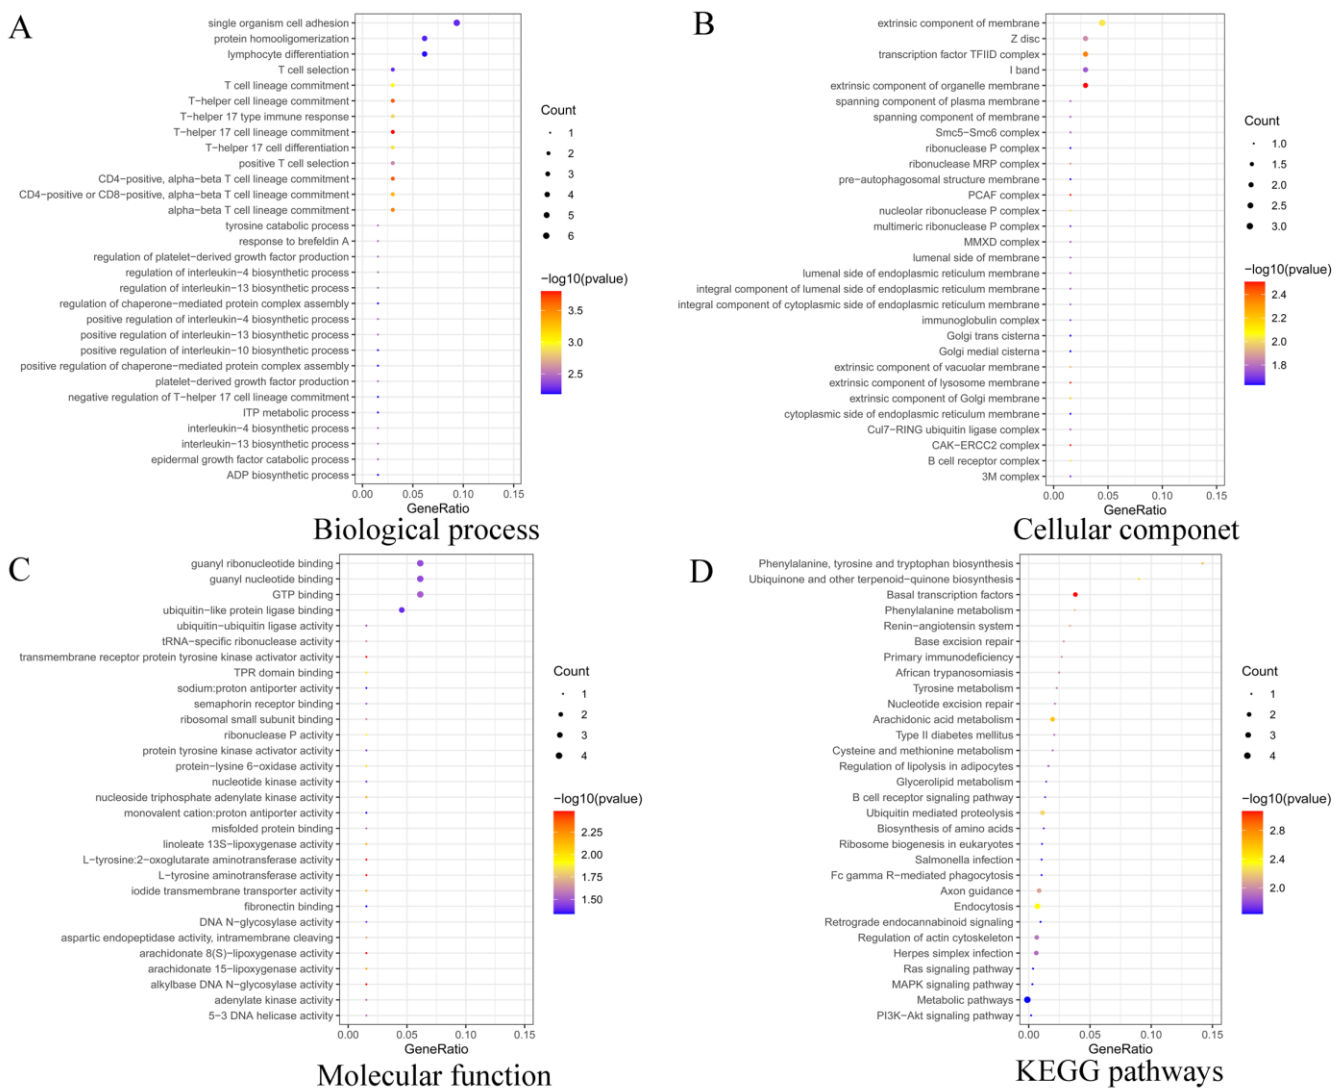 A
single organism cell adhesion
protein homooligomerization
lymphocyte differentiation
T cell selection
T cell lineage commitment
T−helper cell lineage commitment
T−helper 17 type immune response
T−helper 17 cell lineage commitment
T−helper 17 cell differentiation
positive T cell selection
CD4−positive, alpha−beta T cell lineage commitment
CD4−positive or CD8−positive, alpha−beta T cell lineage commitment
alpha−beta T cell lineage commitment
tyrosine catabolic process
response to brefeldin A
regulation of platelet−derived growth factor production
regulation of interleukin−4 biosynthetic process
regulation of interleukin−13 biosynthetic process
regulation of chaperone−mediated protein complex assembly
positive regulation of interleukin−4 biosynthetic process
positive regulation of interleukin−13 biosynthetic process
positive regulation of interleukin−10 biosynthetic process
positive regulation of chaperone−mediated protein complex assembly
platelet−derived growth factor production
negative regulation of T−helper 17 cell lineage commitment
ITP metabolic process
interleukin−4 biosynthetic process
interleukin−13 biosynthetic process
epidermal growth factor catabolic process
ADP biosynthetic process
0.00 0.05 0.10 0.15
GeneRatio
Biological process
Count
1
2
3
4
5
6
−log10(pvalue)
3.5
3.0
2.5
B
extrinsic component of membrane
Z disc
transcription factor TFIID complex
I band
extrinsic component of organelle membrane
spanning component of plasma membrane
spanning component of membrane
Smc5−Smc6 complex
ribonuclease P complex
ribonuclease MRP complex
pre−autophagosomal structure membrane
PCAF complex
nucleolar ribonuclease P complex
multimeric ribonuclease P complex
MMXD complex
lumenal side of membrane
lumenal side of endoplasmic reticulum membrane
integral component of lumenal side of endoplasmic reticulum membrane
integral component of cytoplasmic side of endoplasmic reticulum membrane
immunoglobulin complex
Golgi trans cisterna
Golgi medial cisterna
extrinsic component of vacuolar membrane
extrinsic component of lysosome membrane
extrinsic component of Golgi membrane
cytoplasmic side of endoplasmic reticulum membrane
Cul7−RING ubiquitin ligase complex
CAK−ERCC2 complex
B cell receptor complex
3M complex
0.00 0.05 0.10 0.15
GeneRatio
Cellular componet
Count
1.0
1.5
2.0
2.5
3.0
−log10(pvalue)
2.4
2.2
2.0
1.8
C
guanyl ribonucleotide binding
guanyl nucleotide binding
GTP binding
ubiquitin−like protein ligase binding
ubiquitin−ubiquitin ligase activity
tRNA−specific ribonuclease activity
transmembrane receptor protein tyrosine kinase activator activity
TPR domain binding
sodium:proton antiporter activity
semaphorin receptor binding
ribosomal small subunit binding
ribonuclease P activity
protein tyrosine kinase activator activity
protein−lysine 6−oxidase activity
nucleotide kinase activity
nucleoside triphosphate adenylate kinase activity
monovalent cation:proton antiporter activity
misfolded protein binding
linoleate 13S−lipoxygenase activity
L−tyrosine:2−oxoglutarate aminotransferase activity
L−tyrosine aminotransferase activity
iodide transmembrane transporter activity
fibronectin binding
DNA N−glycosylase activity
aspartic endopeptidase activity, intramembrane cleaving
arachidonate 8(S)−lipoxygenase activity
arachidonate 15−lipoxygenase activity
alkylbase DNA N−glycosylase activity
adenylate kinase activity
5−3 DNA helicase activity
0.00 0.05 0.10 0.15
GeneRatio
Molecular function
Count
1
2
3
4
−log10(pvalue)
2.25
2.00
1.75
1.50
D
Phenylalanine, tyrosine and tryptophan biosynthesis
Ubiquinone and other terpenoid−quinone biosynthesis
Basal transcription factors
Phenylalanine metabolism
Renin−angiotensin system
Base excision repair
Primary immunodeficiency
African trypanosomiasis
Tyrosine metabolism
Nucleotide excision repair
Arachidonic acid metabolism
Type II diabetes mellitus
Cysteine and methionine metabolism
Regulation of lipolysis in adipocytes
Glycerolipid metabolism
B cell receptor signaling pathway
Ubiquitin mediated proteolysis
Biosynthesis of amino acids
Ribosome biogenesis in eukaryotes
Salmonella infection
Fc gamma R−mediated phagocytosis
Axon guidance
Endocytosis
Retrograde endocannabinoid signaling
Regulation of actin cytoskeleton
Herpes simplex infection
Ras signaling pathway
MAPK signaling pathway
Metabolic pathways
PI3K−Akt signaling pathway
0.00 0.05 0.10 0.15
GeneRatio
KEGG pathways
Count
1
2
3
4
−log10(pvalue)
2.8
2.4
2.0